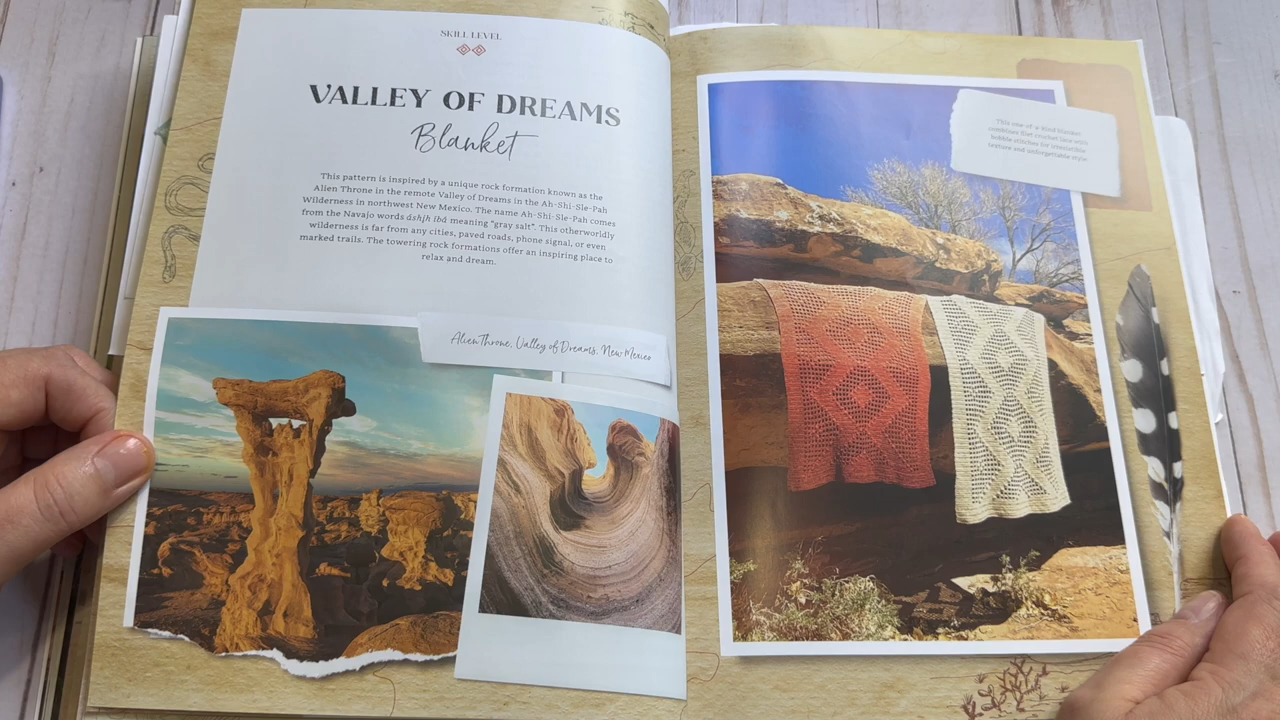 SKILL LEVEL
VALLEY OF DREAMS
Blanket
This pattern is inspired by a unique rock formation known as the
Alien Throne in the remote Valley of Dreams in the Ah-Shi-Sle-Pah
Wilderness in northwest New Mexico. The name Ah-Shi-Sle-Pah comes
from the Navajo words áshįh łibá meaning “gray salt”. This otherworldly
wilderness is far from any cities, paved roads, phone signal, or even
marked trails. The towering rock formations offer an inspiring place to
relax and dream.
Alien Throne, Valley of Dreams, New Mexico
This one-of-a-kind blanket
combines filet crochet lace with
bobble stitches for irresistible
texture and unforgettable style.